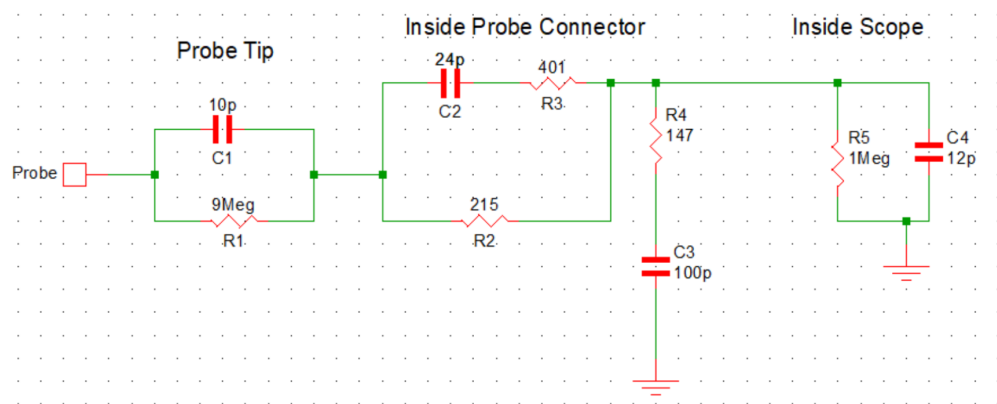 Probe Tip
Inside Probe Connector
Inside Scope
Probe
10p
C1
9Meg
R1
24p
C2
401
R3
215
R2
R4
147
C3
100p
R5
1Meg
C4
12p